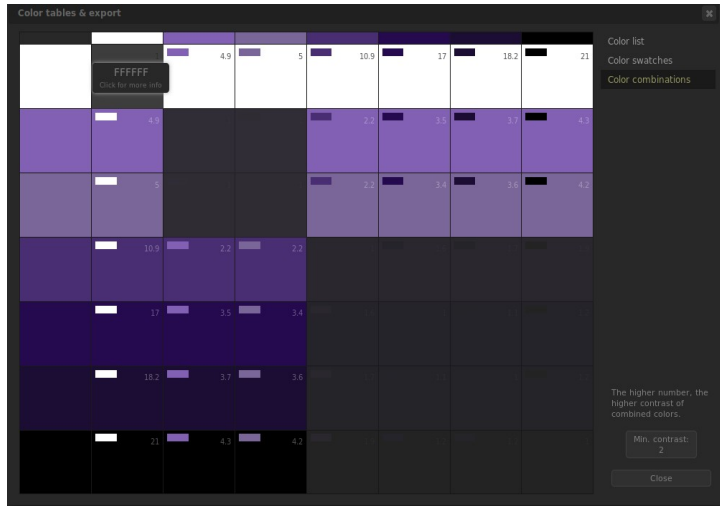 Color tables & export
Color list
Color swatches
Color combinations
4.9 5 10.9 17 18.2 21
FFFFFF
Click for more info
4.9 2.2 3.5 3.7 4.3
5 2.2 3.4 3.6 4.2
10.9 2.2 2.2
17 3.5 3.4
18.2 3.7 3.6
21 4.3 4.2
The higher number, the
higher contrast of
combined colors.
Min. contrast:
2
Close